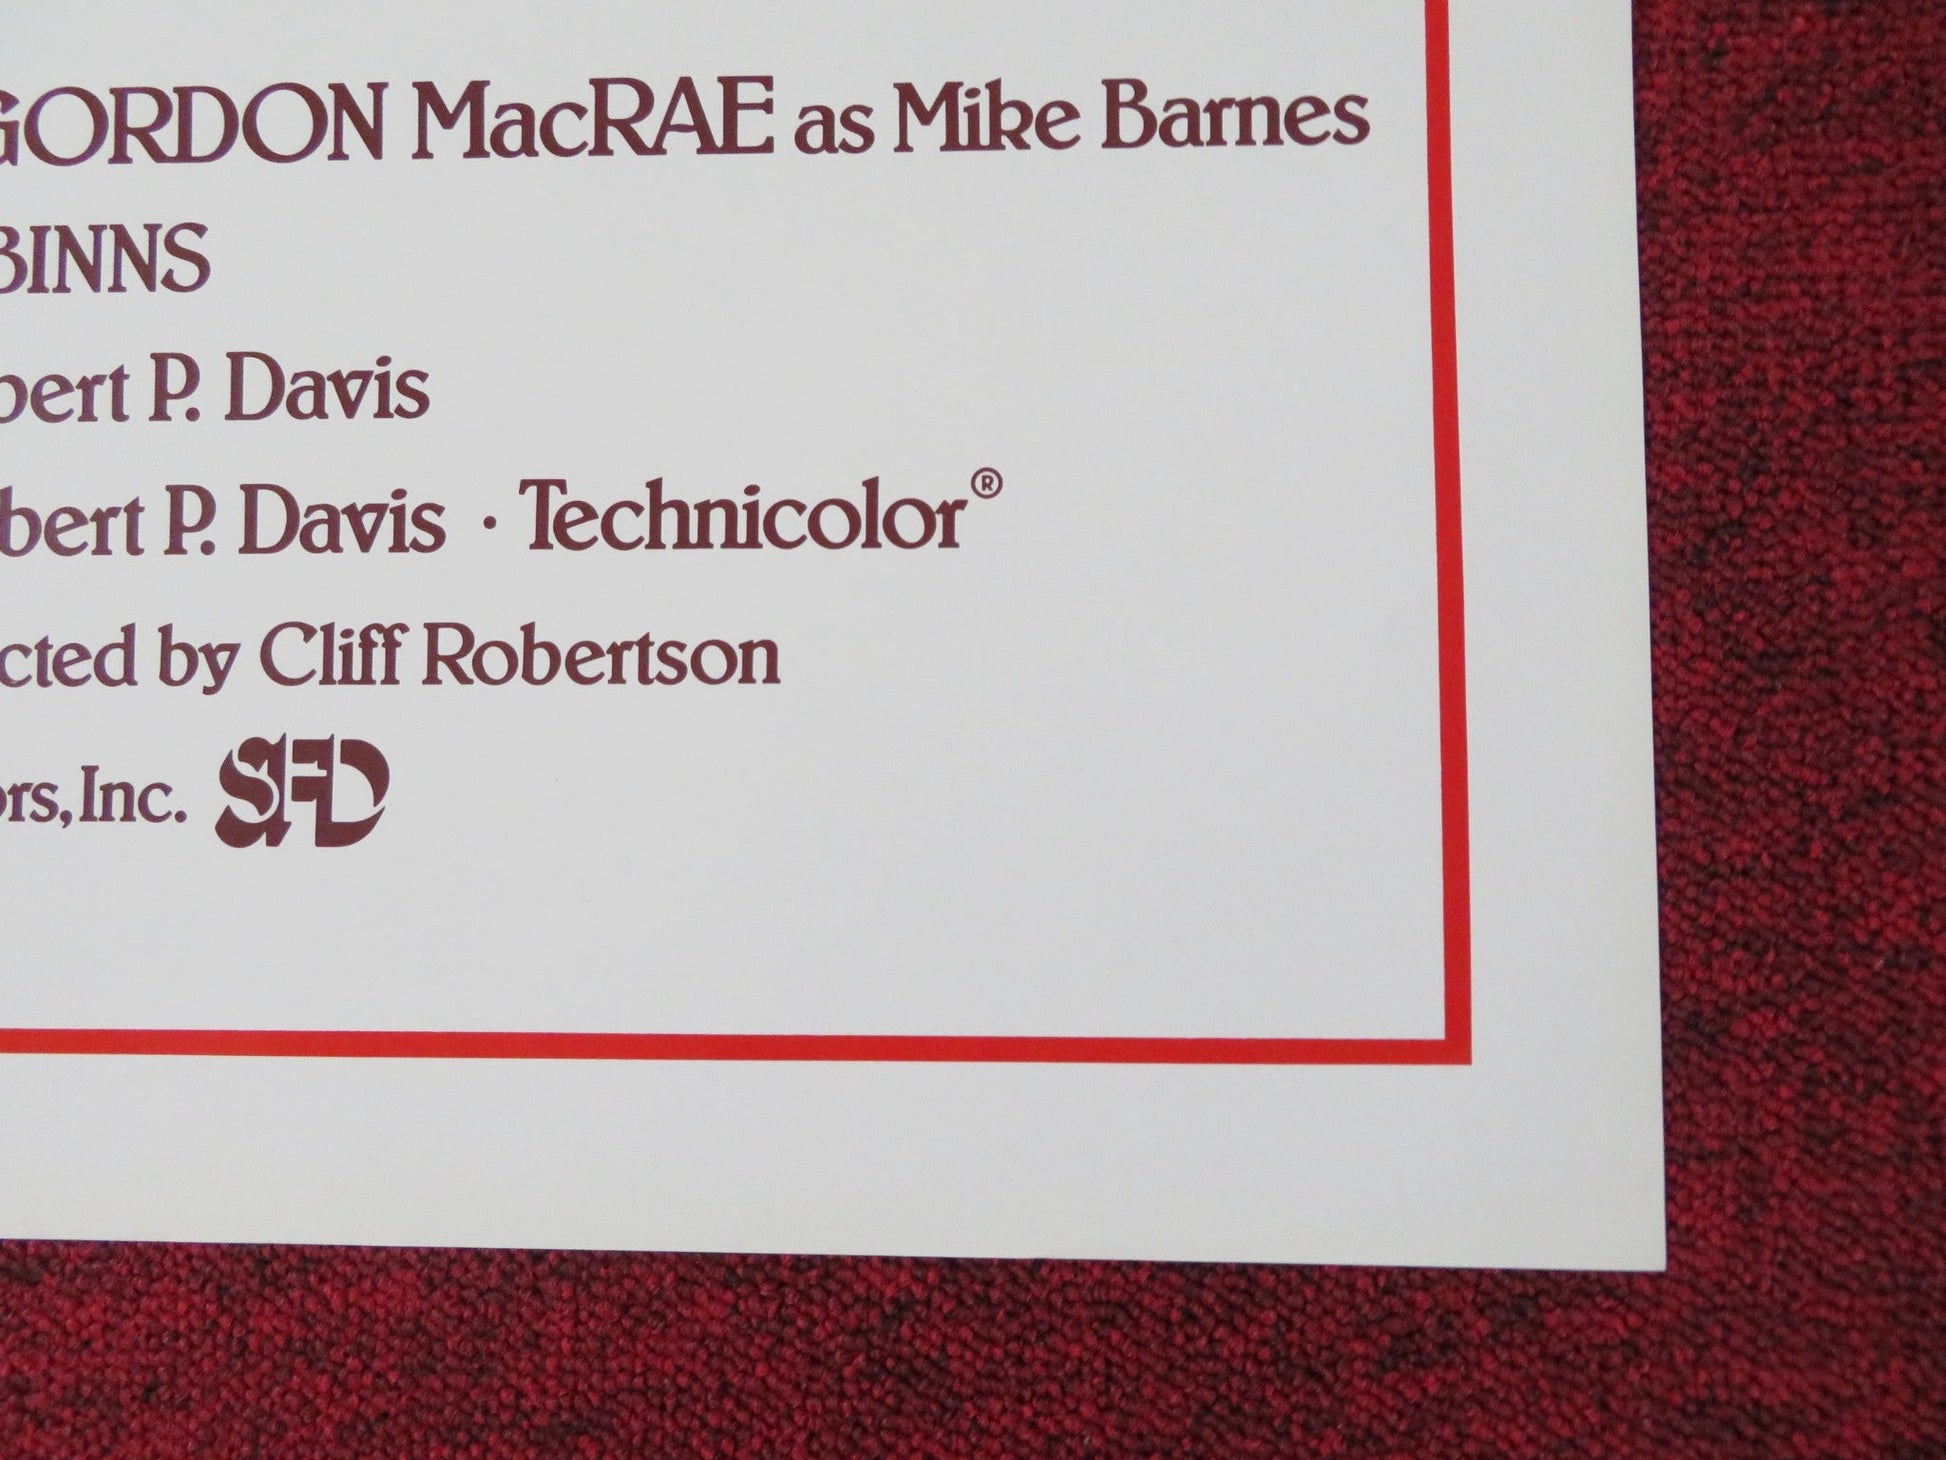 GORDON MacRAE as Mike Barnes
BINNS
bert P. Davis
bert P. Davis · Technicolor®
cted by Cliff Robertson
ors, Inc. SFD